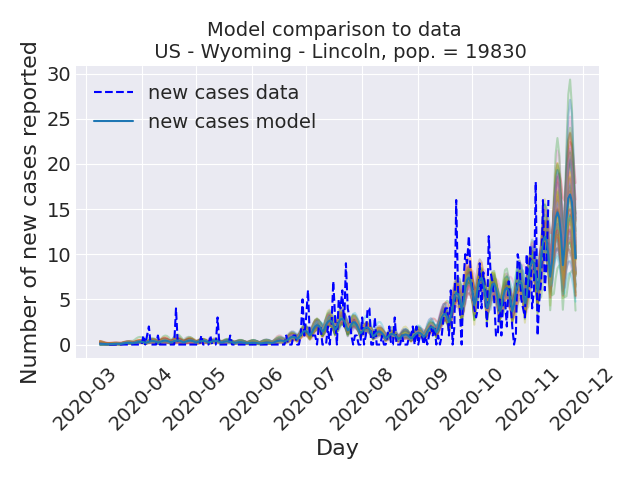 Model comparison to data
US - Wyoming - Lincoln, pop. = 19830
Number of new cases reported
30
25
20
15
10
5
0
new cases data
new cases model
2020-03
2020-04
2020-05
2020-06
2020-07
2020-08
2020-09
2020-10
2020-11
2020-12
Day